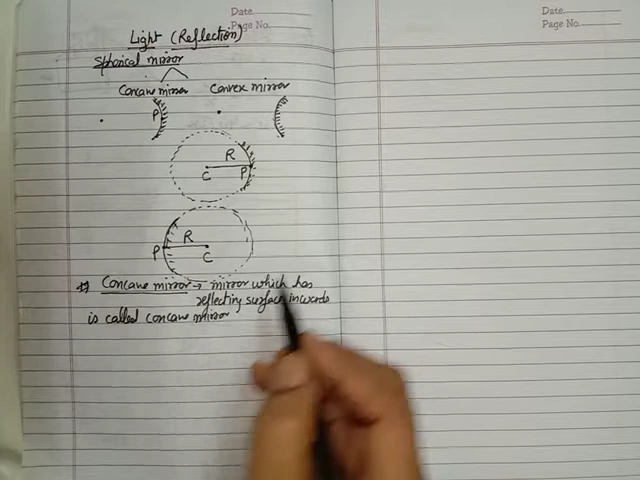 Date
Page No.
Date
Page No.
Light (Reflection)
Spherical mirror
Concave mirror Convex mirror
P
R
C P
R
P C
Concave mirror → mirror which has
reflecting surface inwards
is called concave mirror